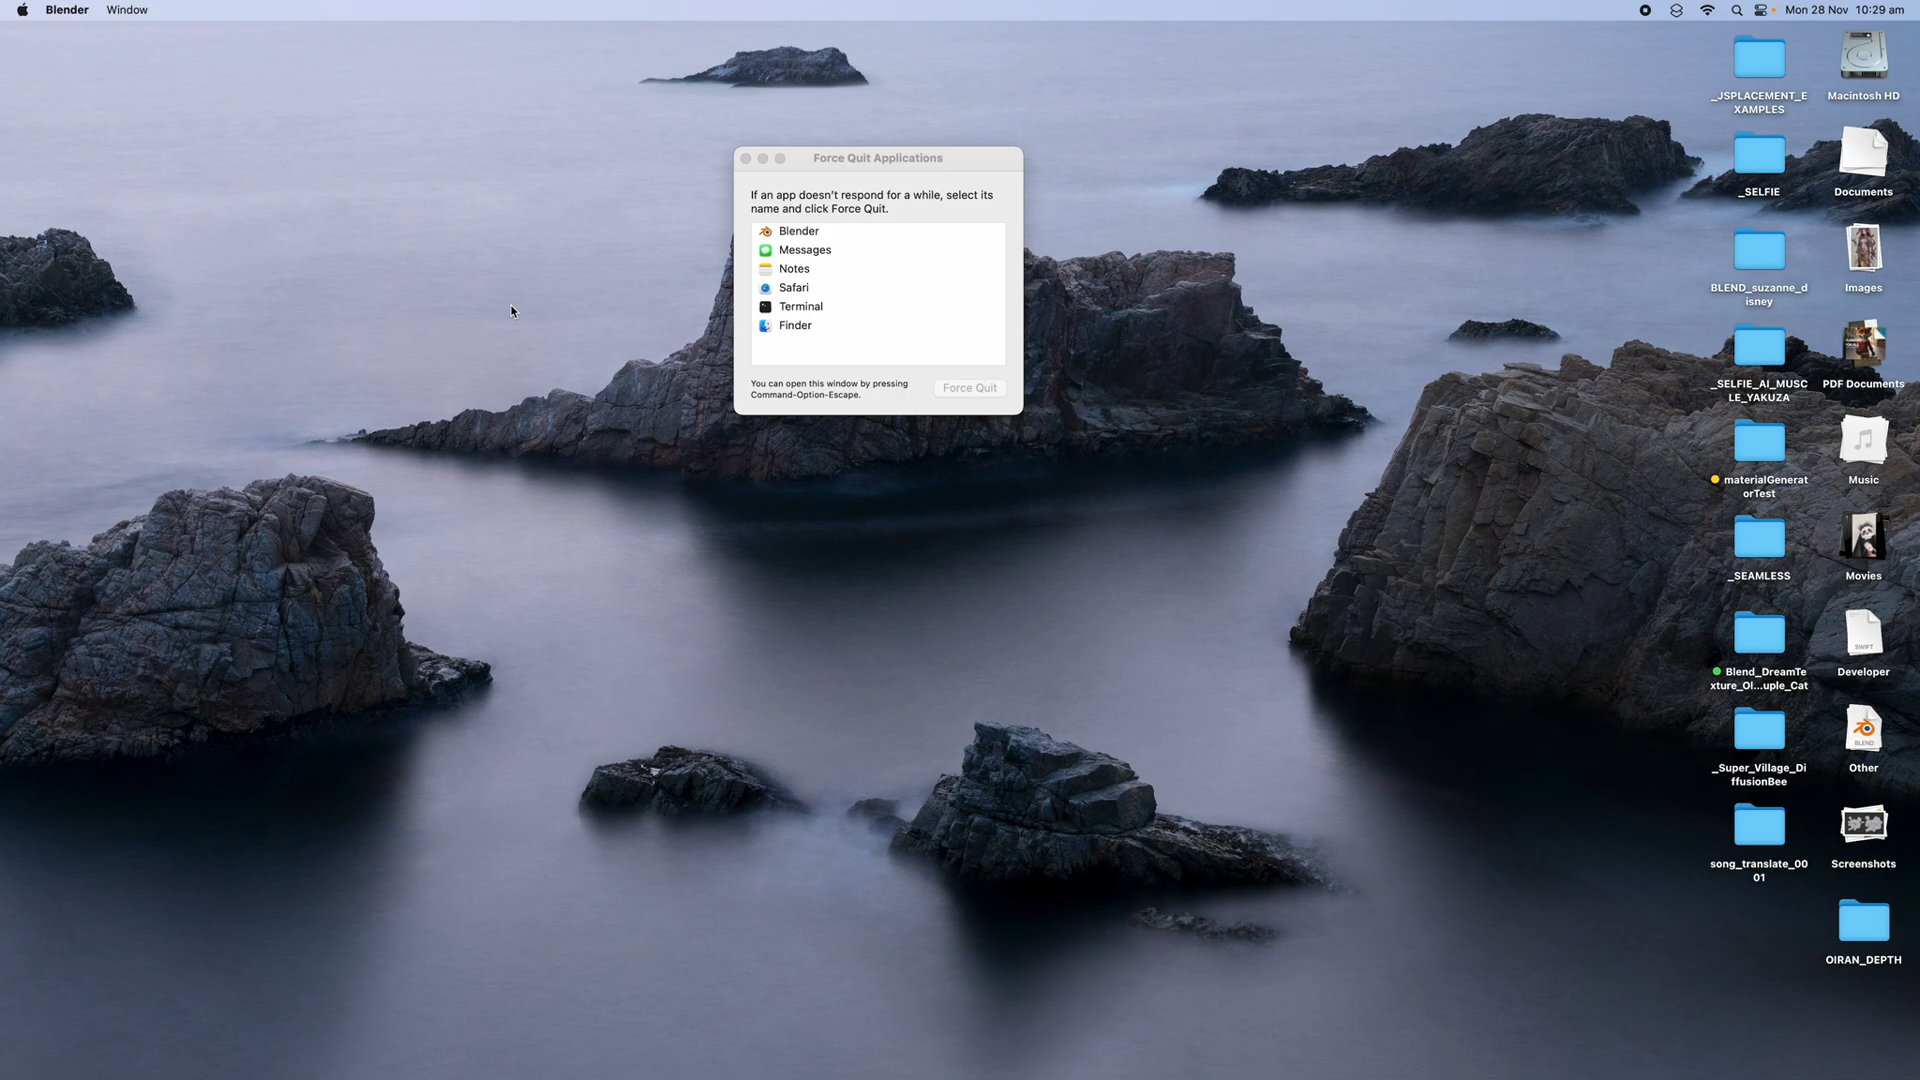 Blender Window
Mon 28 Nov 10:29 am
Force Quit Applications
If an app doesn't respond for a while, select its
name and click Force Quit.
Blender
Messages
Notes
Safari
Terminal
Finder
You can open this window by pressing
Command-Option-Escape.
Force Quit
_JSPLACEMENT_E
XAMPLES
Macintosh HD
_SELFIE
Documents
BLEND_suzanne_d
isney
Images
_SELFIE_AI_MUSC
LE_YAKUZA
PDF Documents
materialGenerat
orTest
Music
_SEAMLESS
Movies
Blend_DreamTe
xture_Ol...uple_Cat
SWIFT
Developer
_Super_Village_Di
ffusionBee
BLEND
Other
song_translate_00
01
Screenshots
OIRAN_DEPTH